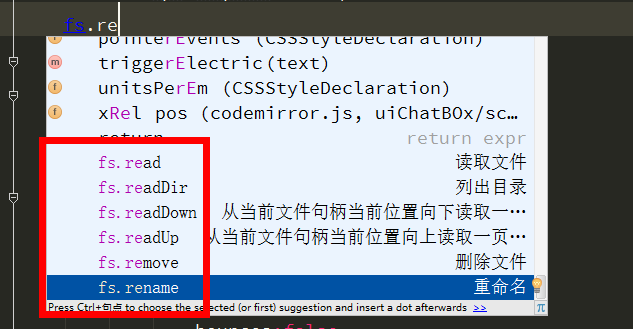 fs.re
pointerEvents (CSSStyleDeclaration)
triggerElectric(text)
unitsPerEm (CSSStyleDeclaration)
xRel pos (codemirror.js, uiChatBOx/sc…
return return expr
fs.read 读取文件
fs.readDir 列出目录
fs.readDown 从当前文件句柄当前位置向下读取一…
fs.readUp 从当前文件句柄当前位置向上读取一页…
fs.remove 删除文件
fs.rename 重命名
Press Ctrl+句点 to choose the selected (or first) suggestion and insert a dot afterwards >> π